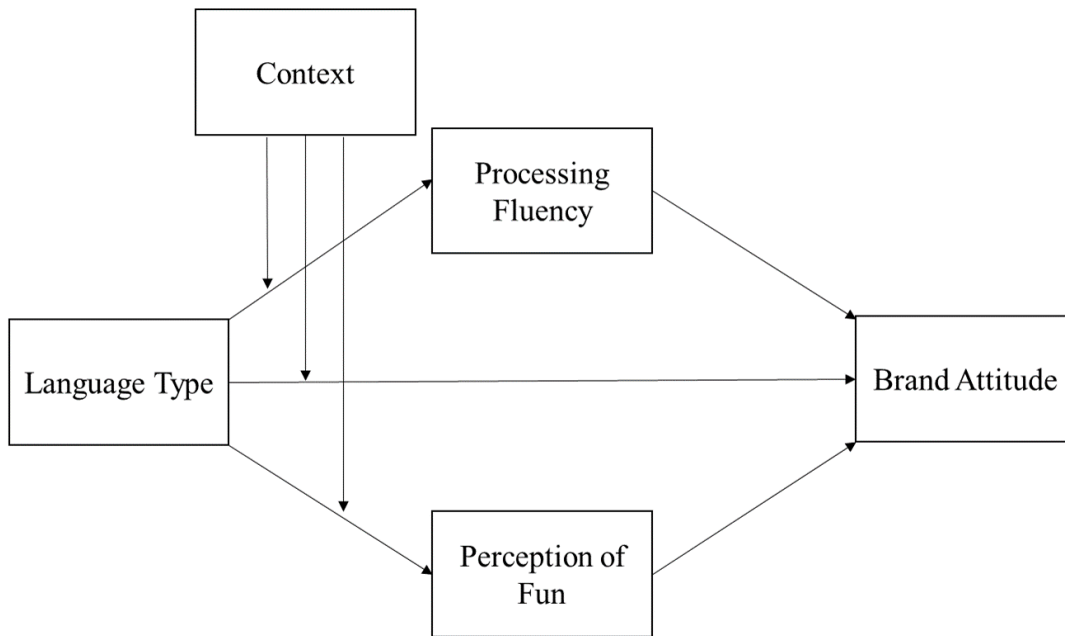 Context
Processing
Fluency
Language Type
Brand Attitude
Perception of
Fun